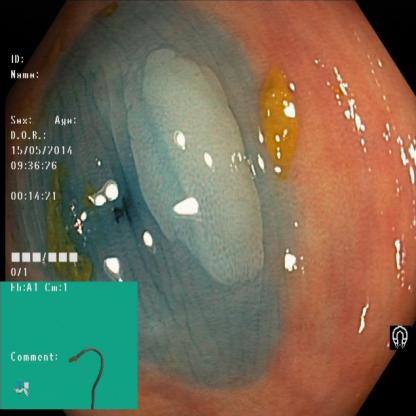 ID:
Name:
Sex: Age:
D.O.B.:
15/05/2014
09:36:26
00:14:21
0/1
Eh:A1 Cm:1
Comment: